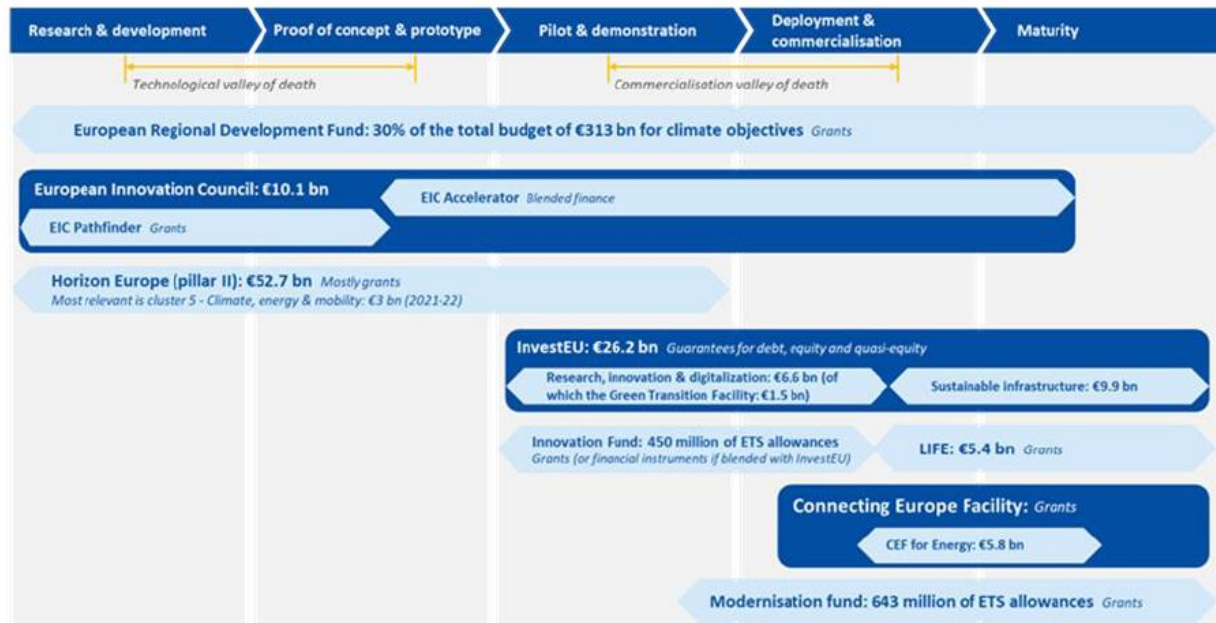 Research & development
Proof of concept & prototype
Pilot & demonstration
Deployment &
commercialisation
Maturity
Technological valley of death
Commercialisation valley of death
European Regional Development Fund: 30% of the total budget of €313 bn for climate objectives Grants
European Innovation Council: €10.1 bn
EIC Accelerator Blended finance
EIC Pathfinder Grants
Horizon Europe (pillar II): €52.7 bn Mostly grants
Most relevant is cluster 5 - Climate, energy & mobility: €3 bn (2021-22)
InvestEU: €26.2 bn Guarantees for debt, equity and quasi-equity
Research, innovation & digitalization: €6.6 bn (of
which the Green Transition Facility: €1.5 bn)
Sustainable infrastructure: €9.9 bn
Innovation Fund: 450 million of ETS allowances
Grants (or financial instruments if blended with InvestEU)
LIFE: €5.4 bn Grants
Connecting Europe Facility: Grants
CEF for Energy: €5.8 bn
Modernisation fund: 643 million of ETS allowances Grants